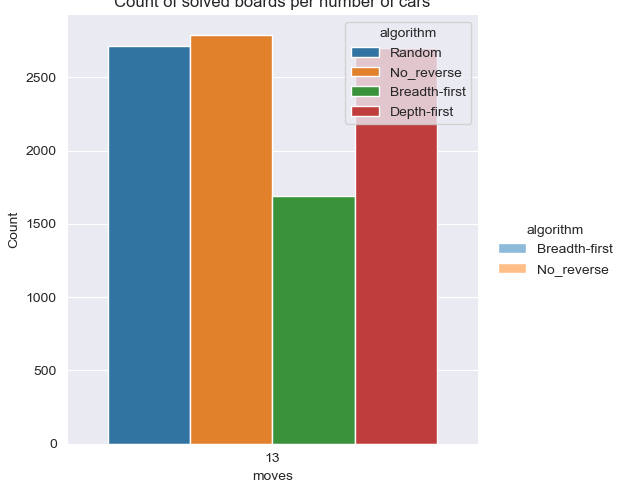 Count of solved boards per number of cars
algorithm
Random
No_reverse
Breadth-first
Depth-first
2500
2000
1500
1000
500
0
Count
13
moves
algorithm
Breadth-first
No_reverse